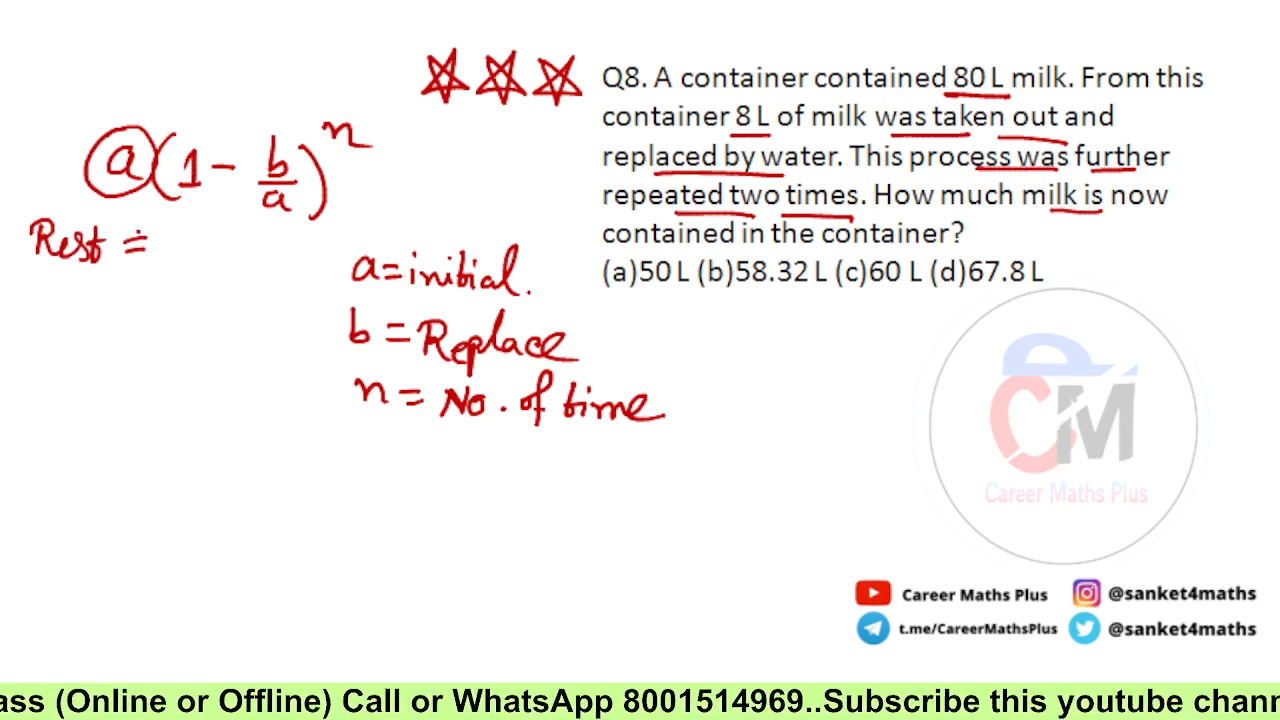 Q8. A container contained 80 L milk. From this
container 8 L of milk was taken out and
replaced by water. This process was further
repeated two times. How much milk is now
contained in the container?
(a)50 L (b)58.32 L (c)60 L (d)67.8 L
a(1 - b/a)^n
Rest =
a = initial.
b = Replace
n = No. of time
CM
Career Maths Plus
Career Maths Plus @sanket4maths
t.me/CareerMathsPlus @sanket4maths
ass (Online or Offline) Call or WhatsApp 8001514969..Subscribe this youtube chann